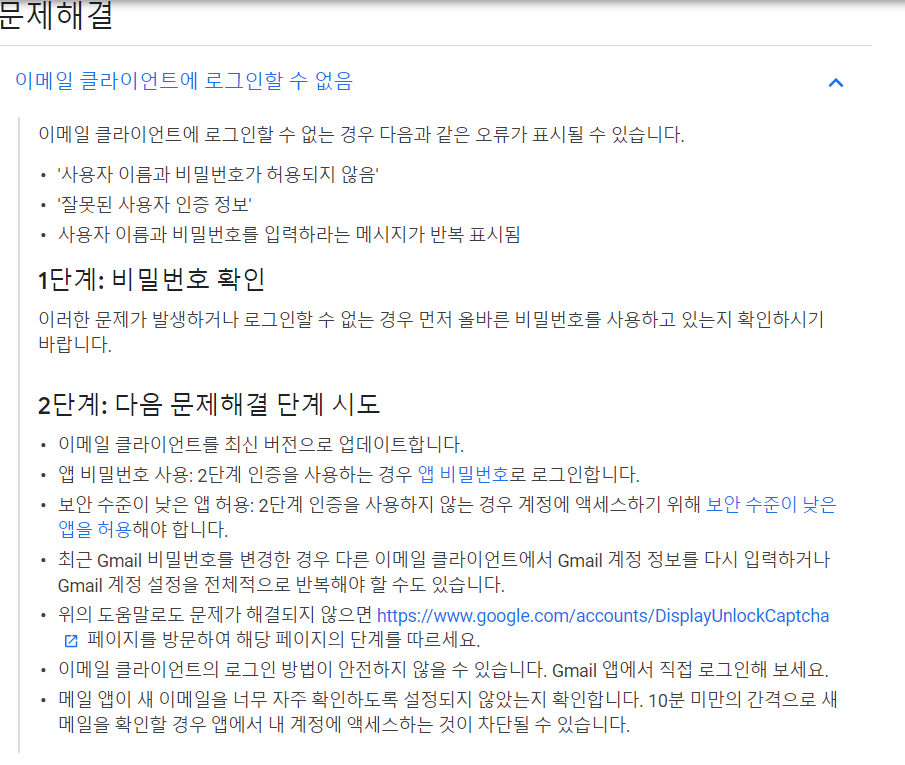 문제해결
이메일 클라이언트에 로그인할 수 없음
이메일 클라이언트에 로그인할 수 없는 경우 다음과 같은 오류가 표시될 수 있습니다.
• '사용자 이름과 비밀번호가 허용되지 않음'
• '잘못된 사용자 인증 정보'
• 사용자 이름과 비밀번호를 입력하라는 메시지가 반복 표시됨
1단계: 비밀번호 확인
이러한 문제가 발생하거나 로그인할 수 없는 경우 먼저 올바른 비밀번호를 사용하고 있는지 확인하시기
바랍니다.
2단계: 다음 문제해결 단계 시도
• 이메일 클라이언트를 최신 버전으로 업데이트합니다.
• 앱 비밀번호 사용: 2단계 인증을 사용하는 경우 앱 비밀번호로 로그인합니다.
• 보안 수준이 낮은 앱 허용: 2단계 인증을 사용하지 않는 경우 계정에 액세스하기 위해 보안 수준이 낮은
앱을 허용해야 합니다.
• 최근 Gmail 비밀번호를 변경한 경우 다른 이메일 클라이언트에서 Gmail 계정 정보를 다시 입력하거나
Gmail 계정 설정을 전체적으로 반복해야 할 수도 있습니다.
• 위의 도움말로도 문제가 해결되지 않으면 https://www.google.com/accounts/DisplayUnlockCaptcha
페이지를 방문하여 해당 페이지의 단계를 따르세요.
• 이메일 클라이언트의 로그인 방법이 안전하지 않을 수 있습니다. Gmail 앱에서 직접 로그인해 보세요.
• 메일 앱이 새 이메일을 너무 자주 확인하도록 설정되지 않았는지 확인합니다. 10분 미만의 간격으로 새
메일을 확인할 경우 앱에서 내 계정에 액세스하는 것이 차단될 수 있습니다.